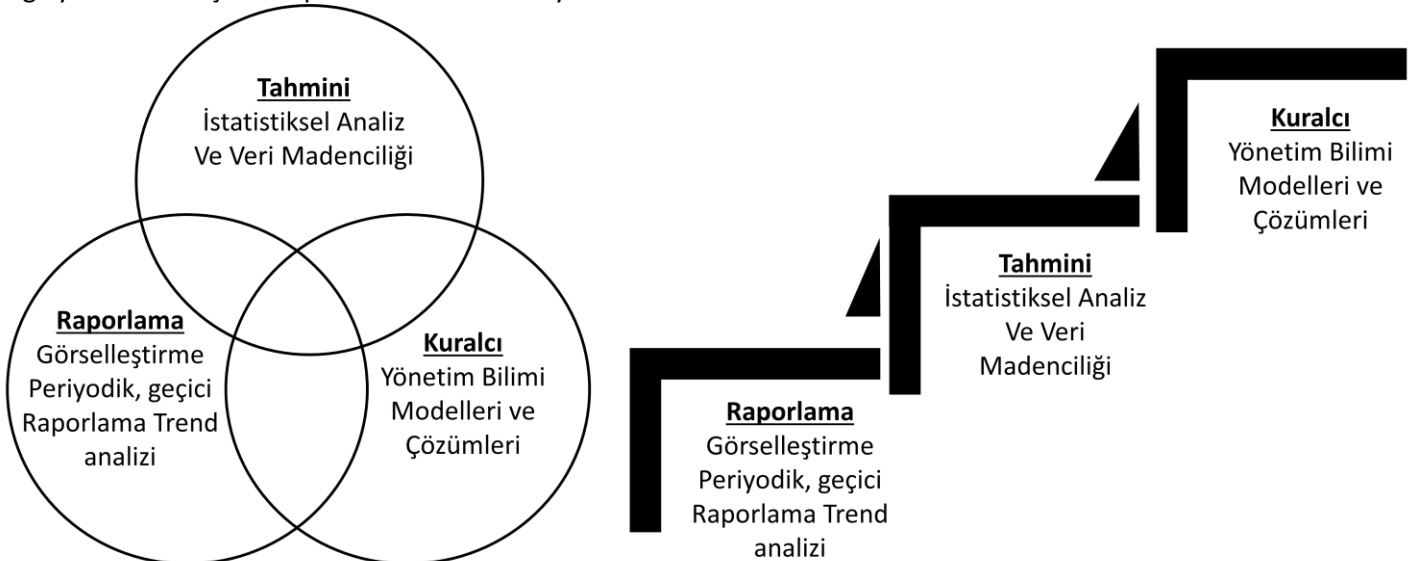 Tahmini
İstatistiksel Analiz
Ve Veri Madenciliği
Raporlama
Görselleştirme
Periyodik, geçici
Raporlama Trend
analizi
Kuralcı
Yönetim Bilimi
Modelleri ve
Çözümleri
Raporlama
Görselleştirme
Periyodik, geçici
Raporlama Trend
analizi
Tahmini
İstatistiksel Analiz
Ve Veri
Madenciliği
Kuralcı
Yönetim Bilimi
Modelleri ve
Çözümleri